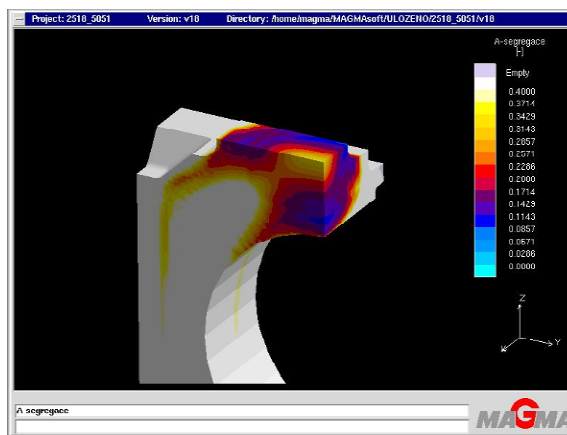 Project: 2518_5051 Version: v18 Directory: /home/magma/MAGMAsoft/ULOZENO/2518_5051/v18
A-segregace
[-]
Empty
0.4000
0.3714
0.3429
0.3143
0.2857
0.2571
0.2286
0.2000
0.1714
0.1429
0.1143
0.0857
0.0571
0.0286
0.0000
Z
Y
X
A-segregace
MAGMA